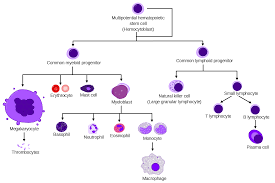 Multipotential hematopoietic
stem cell
(Hemocytoblast)
Common myeloid progenitor
Common lymphoid progenitor
Erythrocyte
Mast cell
Myeloblast
Natural killer cell
(Large granular lymphocyte)
Small lymphocyte
T lymphocyte
B lymphocyte
Megakaryocyte
Basophil
Neutrophil
Eosinophil
Monocyte
Plasma cell
Thrombocytes
Macrophage